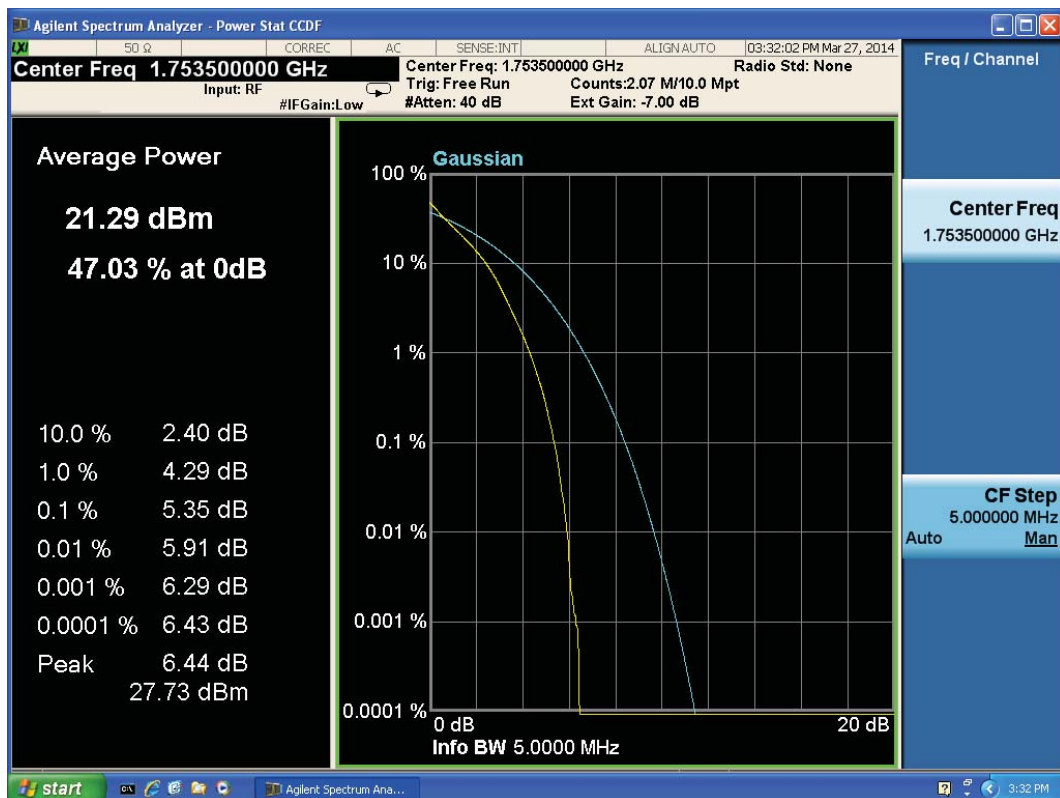 Agilent Spectrum Analyzer - Power Stat CCDF
LXI 50 Ω CORREC AC SENSE:INT ALIGN AUTO 03:32:02 PM Mar 27, 2014
Center Freq 1.753500000 GHz
Input: RF
#IFGain:Low
Center Freq: 1.753500000 GHz Radio Std: None
Trig: Free Run Counts:2.07 M/10.0 Mpt
#Atten: 40 dB Ext Gain: -7.00 dB
Average Power
21.29 dBm
47.03 % at 0dB
10.0 % 2.40 dB
1.0 % 4.29 dB
0.1 % 5.35 dB
0.01 % 5.91 dB
0.001 % 6.29 dB
0.0001 % 6.43 dB
Peak 6.44 dB
27.73 dBm
Gaussian
100 %
10 %
1 %
0.1 %
0.01 %
0.001 %
0.0001 %
0 dB 20 dB
Info BW 5.0000 MHz
Freq / Channel
Center Freq
1.753500000 GHz
CF Step
5.000000 MHz
Auto Man
start Agilent Spectrum Ana... 3:32 PM